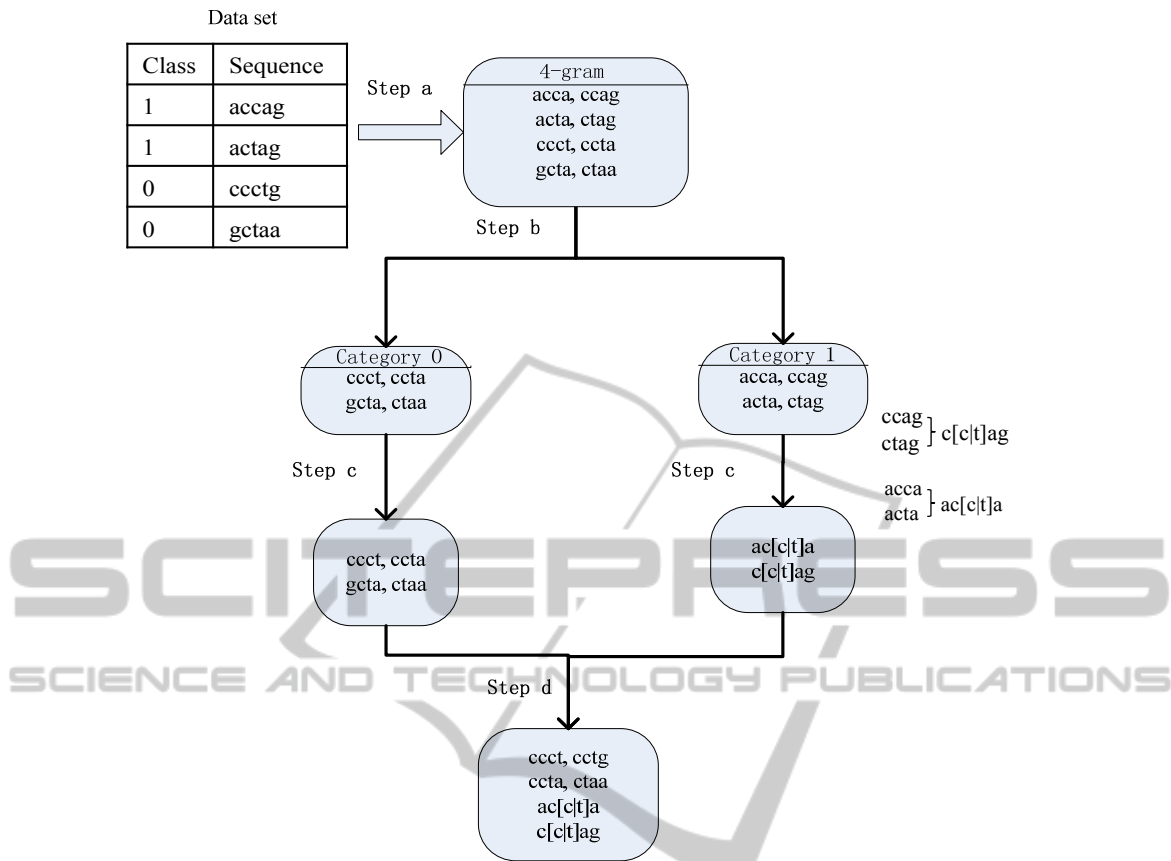 Data set
Class Sequence
1 accag
1 actag
0 ccctg
0 gctaa
Step a
4-gram
acca, ccag
acta, ctag
ccct, ccta
gcta, ctaa
Step b
Category 0
ccct, ccta
gcta, ctaa
Category 1
acca, ccag
acta, ctag
ccag
ctag
c[c|t]ag
Step c
Step c
acca
acta
ac[c|t]a
ccct, ccta
gcta, ctaa
ac[c|t]a
c[c|t]ag
SCITEPRESS
SCIENCE AND TECHNOLOGY PUBLICATIONS
Step d
ccct, cctg
ccta, ctaa
ac[c|t]a
c[c|t]ag